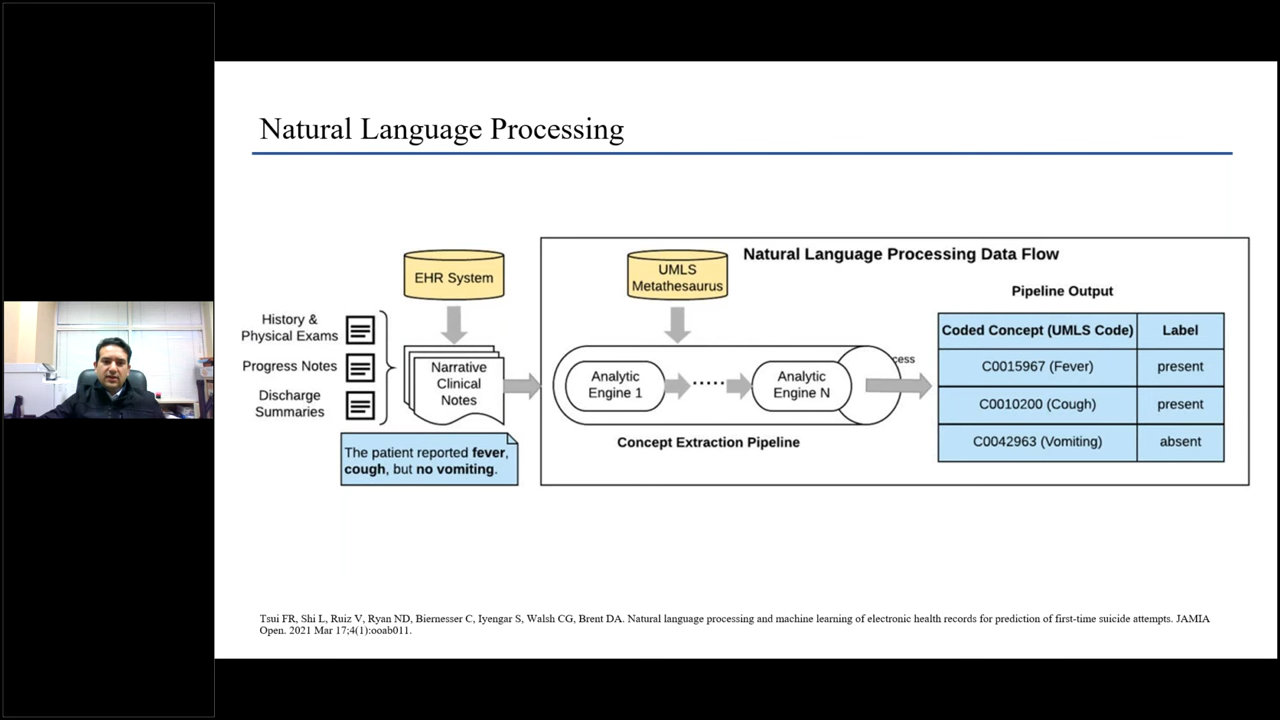 Natural Language Processing
EHR System
UMLS
Metathesaurus
Natural Language Processing Data Flow
Pipeline Output
History &
Physical Exams
Progress Notes
Discharge
Summaries
Narrative
Clinical
Notes
The patient reported fever,
cough, but no vomiting.
Analytic
Engine 1
Analytic
Engine N
Concept Extraction Pipeline
Coded Concept (UMLS Code) Label
C0015967 (Fever) present
C0010200 (Cough) present
C0042963 (Vomiting) absent
Tsui FR, Shi L, Ruiz V, Ryan ND, Biernesser C, Iyengar S, Walsh CG, Brent DA. Natural language processing and machine learning of electronic health records for prediction of first-time suicide attempts. JAMIA
Open. 2021 Mar 17;4(1):ooab011.